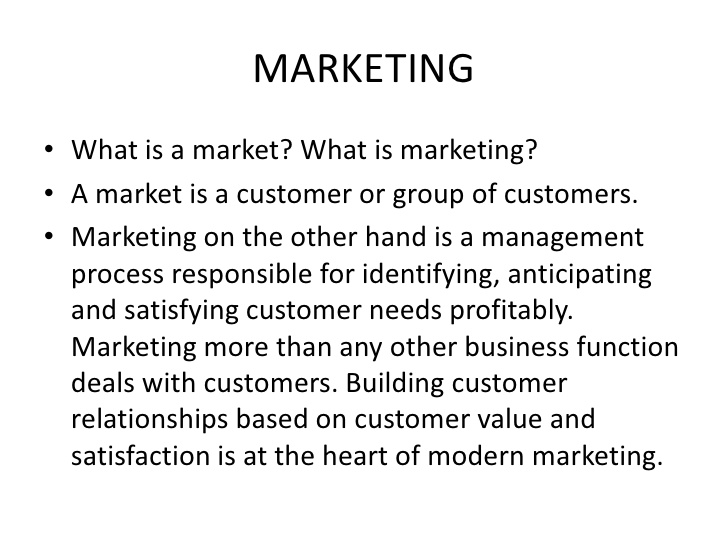 MARKETING
• What is a market? What is marketing?
• A market is a customer or group of customers.
• Marketing on the other hand is a management
process responsible for identifying, anticipating
and satisfying customer needs profitably.
Marketing more than any other business function
deals with customers. Building customer
relationships based on customer value and
satisfaction is at the heart of modern marketing.